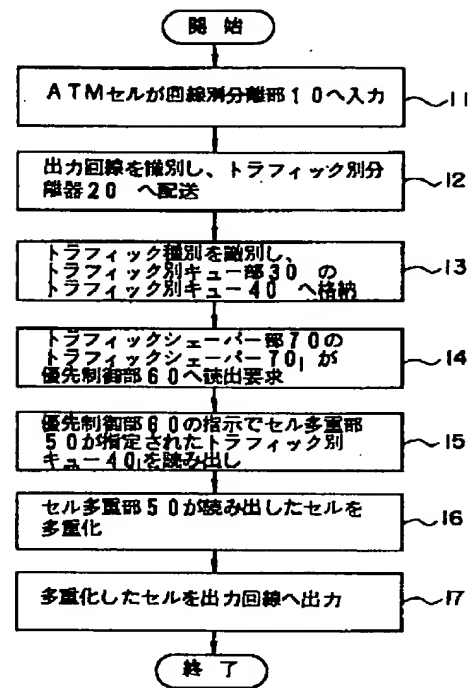 開 始
ATMセルが回線別分離部10へ入力
11
出力回線を識別し、トラフィック別分
離器20 へ配送
12
トラフィック種別を識別し、
トラフィック別キュー部30 の
トラフィック別キュー40 へ格納
13
トラフィックシェーパー部70の
トラフィックシェーパー701 が
優先制御部60へ読出要求
14
優先制御部60の指示でセル多重部
50が指定されたトラフィック別
キュー401を読み出し
15
セル多重部50が読み出したセルを
多重化
16
多重化したセルを出力回線へ出力
17
終 了